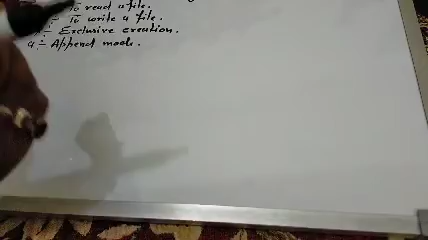 To read a file.
: To write a file.
: Exclusive creation.
a :- Append mode.